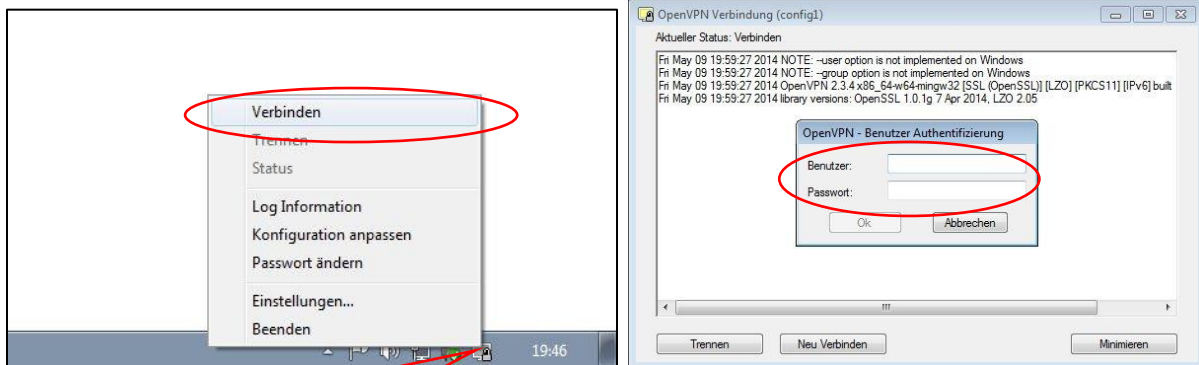 Verbinden
Trennen
Status
Log Information
Konfiguration anpassen
Passwort ändern
Einstellungen...
Beenden
19:46
OpenVPN Verbindung (config1)
Aktueller Status: Verbinden
Fri May 09 19:59:27 2014 NOTE: --user option is not implemented on Windows
Fri May 09 19:59:27 2014 NOTE: --group option is not implemented on Windows
Fri May 09 19:59:27 2014 OpenVPN 2.3.4 x86_64-w64-mingw32 [SSL (OpenSSL)] [LZO] [PKCS11] [IPv6] built
Fri May 09 19:59:27 2014 library versions: OpenSSL 1.0.1g 7 Apr 2014, LZO 2.05
OpenVPN - Benutzer Authentifizierung
Benutzer:
Passwort:
Ok
Abbrechen
Trennen
Neu Verbinden
Minimieren